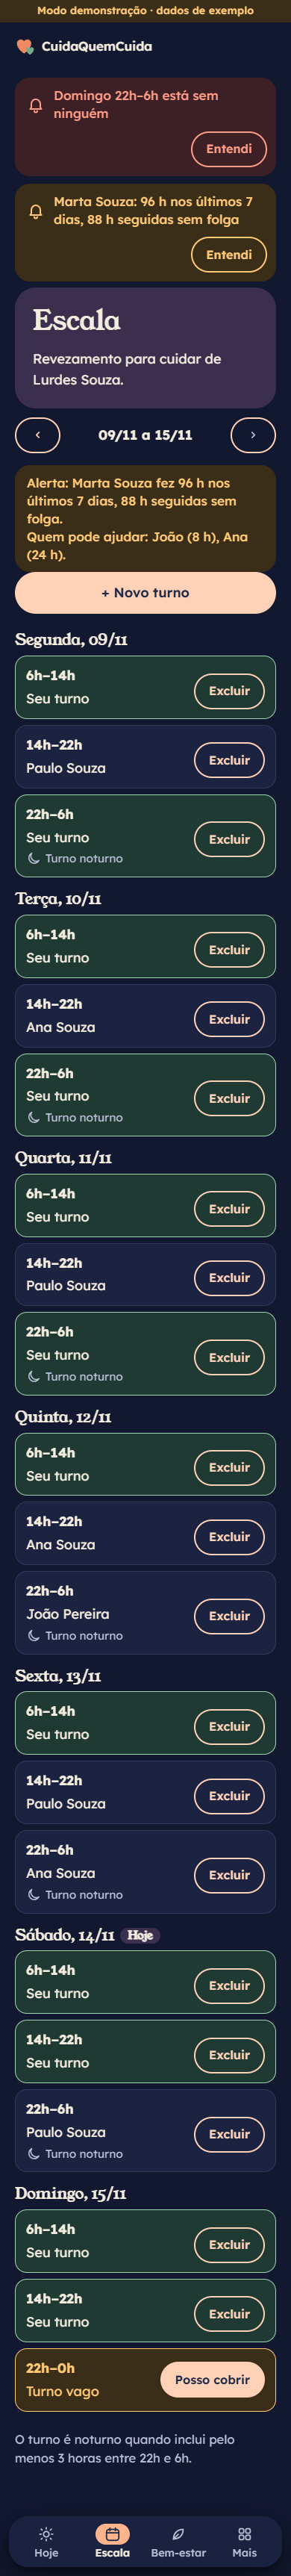 Modo demonstração · dados de exemplo
CuidaQuemCuida
Domingo 22h–6h está sem
ninguém
Entendi
Marta Souza: 96 h nos últimos 7
dias, 88 h seguidas sem folga
Entendi
Escala
Revezamento para cuidar de
Lurdes Souza.
‹ 09/11 a 15/11 ›
Alerta: Marta Souza fez 96 h nos
últimos 7 dias, 88 h seguidas sem
folga.
Quem pode ajudar: João (8 h), Ana
(24 h).
+ Novo turno
Segunda, 09/11
6h–14h
Seu turno
Excluir
14h–22h
Paulo Souza
Excluir
22h–6h
Seu turno
Turno noturno
Excluir
Terça, 10/11
6h–14h
Seu turno
Excluir
14h–22h
Ana Souza
Excluir
22h–6h
Seu turno
Turno noturno
Excluir
Quarta, 11/11
6h–14h
Seu turno
Excluir
14h–22h
Paulo Souza
Excluir
22h–6h
Seu turno
Turno noturno
Excluir
Quinta, 12/11
6h–14h
Seu turno
Excluir
14h–22h
Ana Souza
Excluir
22h–6h
João Pereira
Turno noturno
Excluir
Sexta, 13/11
6h–14h
Seu turno
Excluir
14h–22h
Paulo Souza
Excluir
22h–6h
Ana Souza
Turno noturno
Excluir
Sábado, 14/11 Hoje
6h–14h
Seu turno
Excluir
14h–22h
Seu turno
Excluir
22h–6h
Paulo Souza
Turno noturno
Excluir
Domingo, 15/11
6h–14h
Seu turno
Excluir
14h–22h
Seu turno
Excluir
22h–0h
Turno vago
Posso cobrir
O turno é noturno quando inclui pelo
menos 3 horas entre 22h e 6h.
Hoje Escala Bem-estar Mais